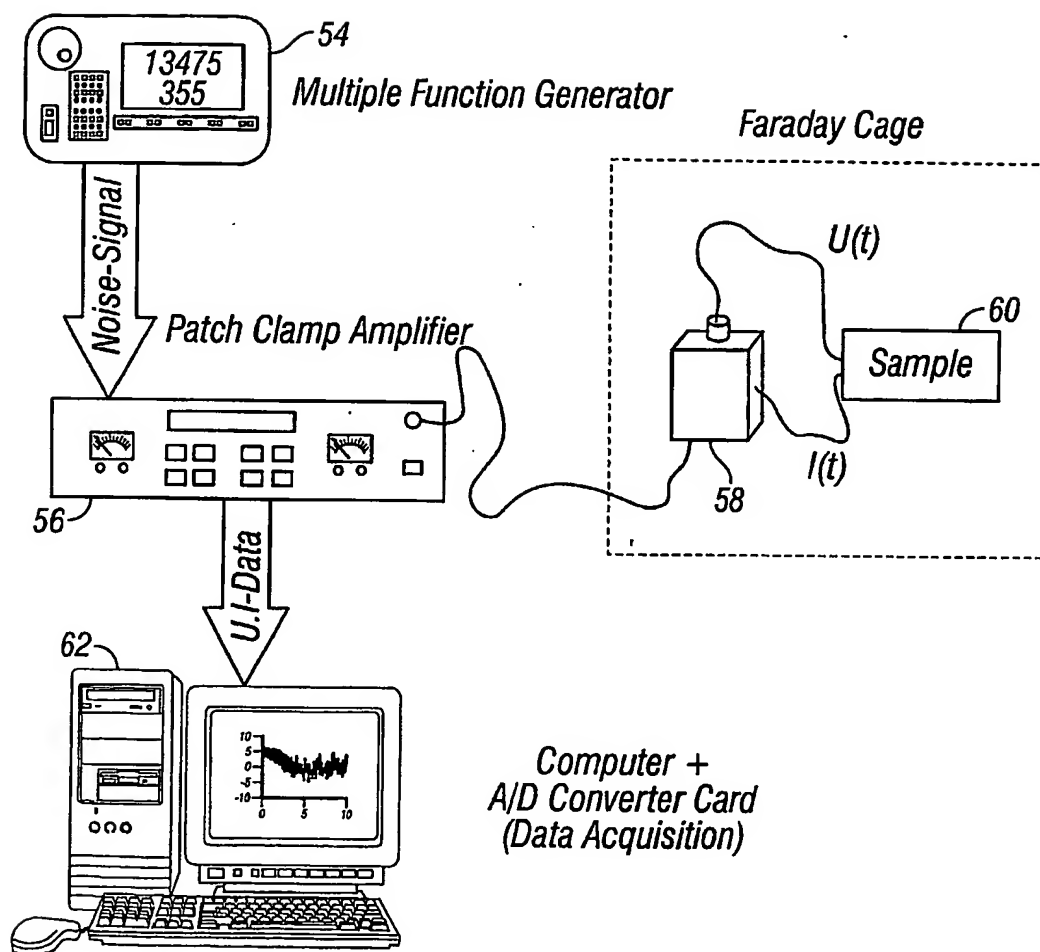 54
13475
355
Multiple Function Generator
Faraday Cage
Noise-Signal
U(t)
Patch Clamp Amplifier
60
Sample
I(t)
58
56
U.I-Data
62
10
5
0
-5
-10
0
5
10
Computer +
A/D Converter Card
(Data Acquisition)